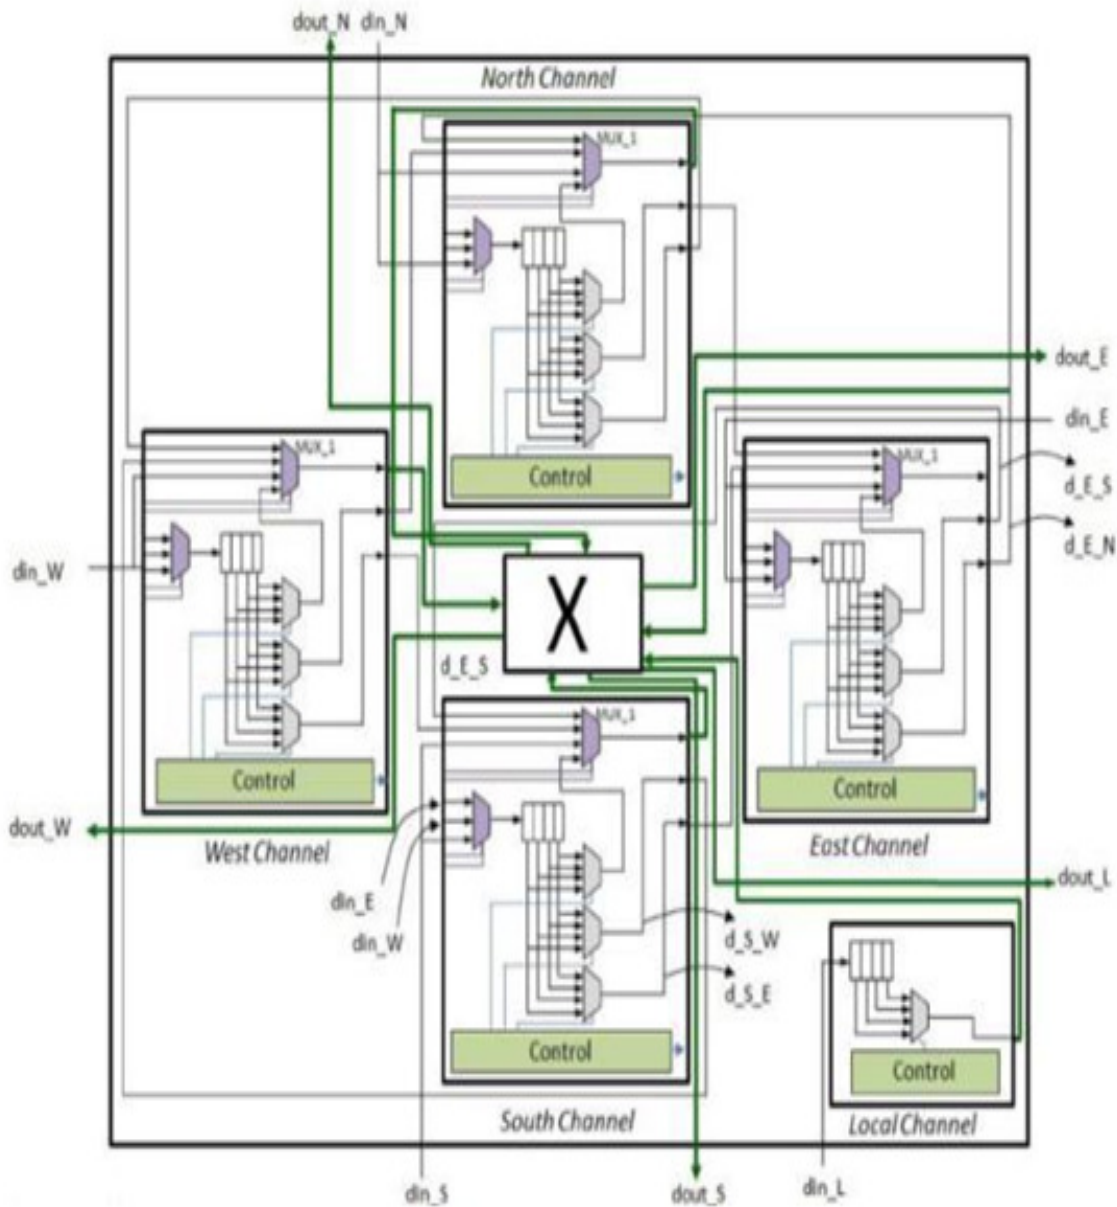 dout_N din_N
North Channel
MUX_1
Control
dout_E
din_E
d_E_S
d_E_N
MUX_1
Control
East Channel
MUX_1
Control
West Channel
din_W
dout_W
X
d_E_S
MUX_1
Control
South Channel
din_E
din_W
d_S_W
d_S_E
dout_L
Control
Local Channel
din_S
dout_S
din_L